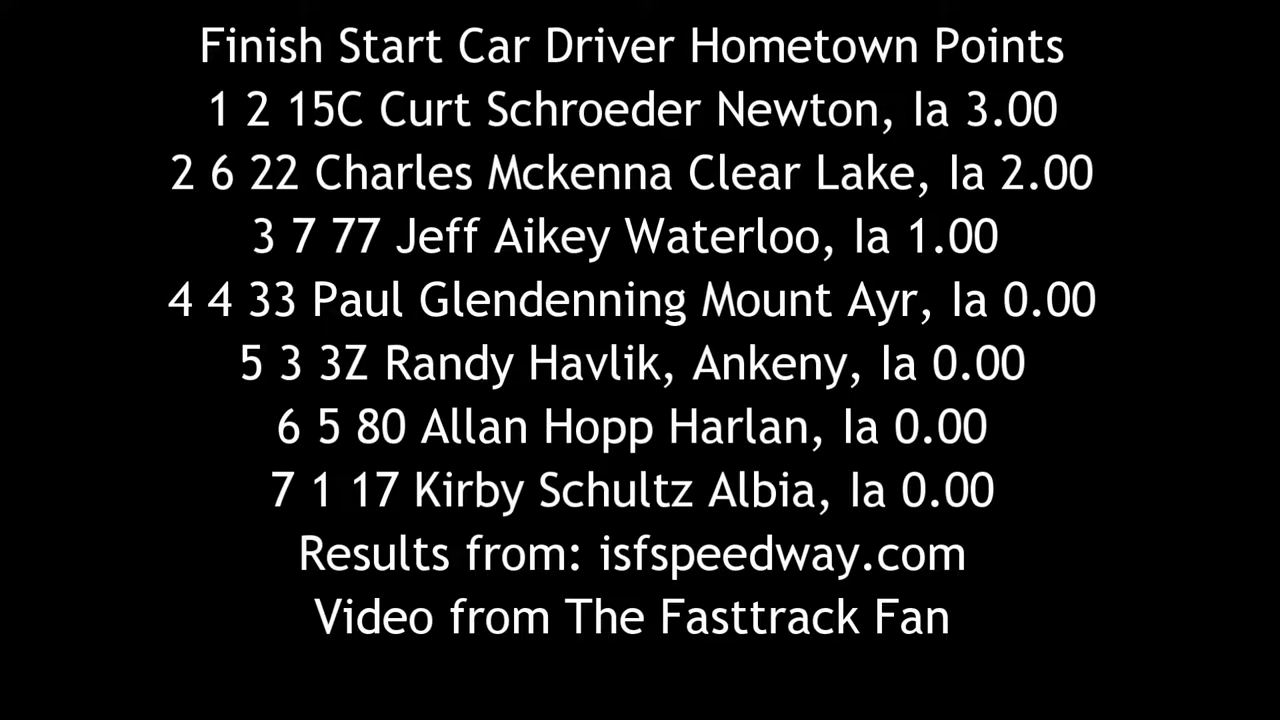 Finish Start Car Driver Hometown Points
1 2 15C Curt Schroeder Newton, Ia 3.00
2 6 22 Charles Mckenna Clear Lake, Ia 2.00
3 7 77 Jeff Aikey Waterloo, Ia 1.00
4 4 33 Paul Glendenning Mount Ayr, Ia 0.00
5 3 3Z Randy Havlik, Ankeny, Ia 0.00
6 5 80 Allan Hopp Harlan, Ia 0.00
7 1 17 Kirby Schultz Albia, Ia 0.00
Results from: isfspeedway.com
Video from The Fasttrack Fan